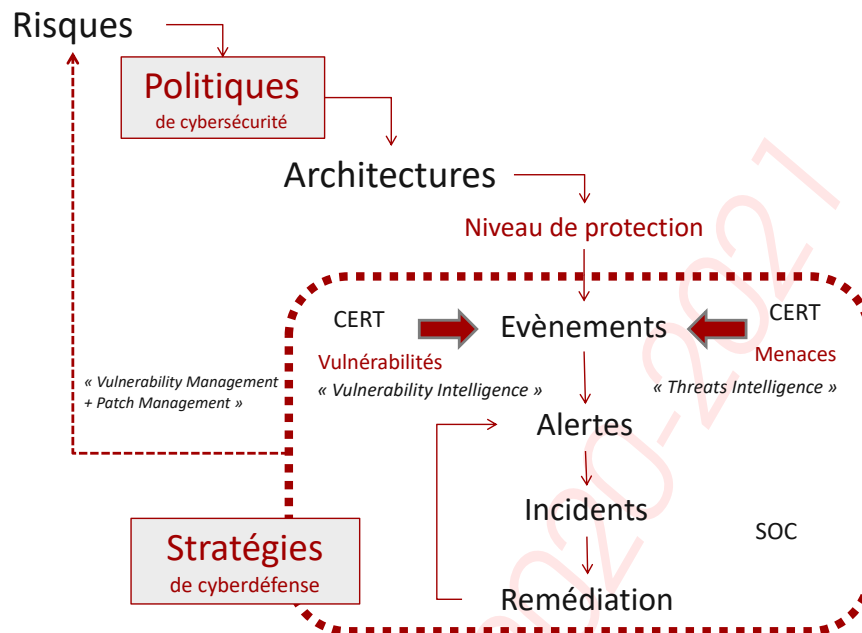 Risques
Politiques
de cybersécurité
Architectures
Niveau de protection
CERT
Evènements
CERT
Vulnérabilités
Menaces
« Vulnerability Management
+ Patch Management »
« Vulnerability Intelligence »
« Threats Intelligence »
Alertes
Incidents
SOC
Stratégies
de cyberdéfense
Remédiation
2020-2021